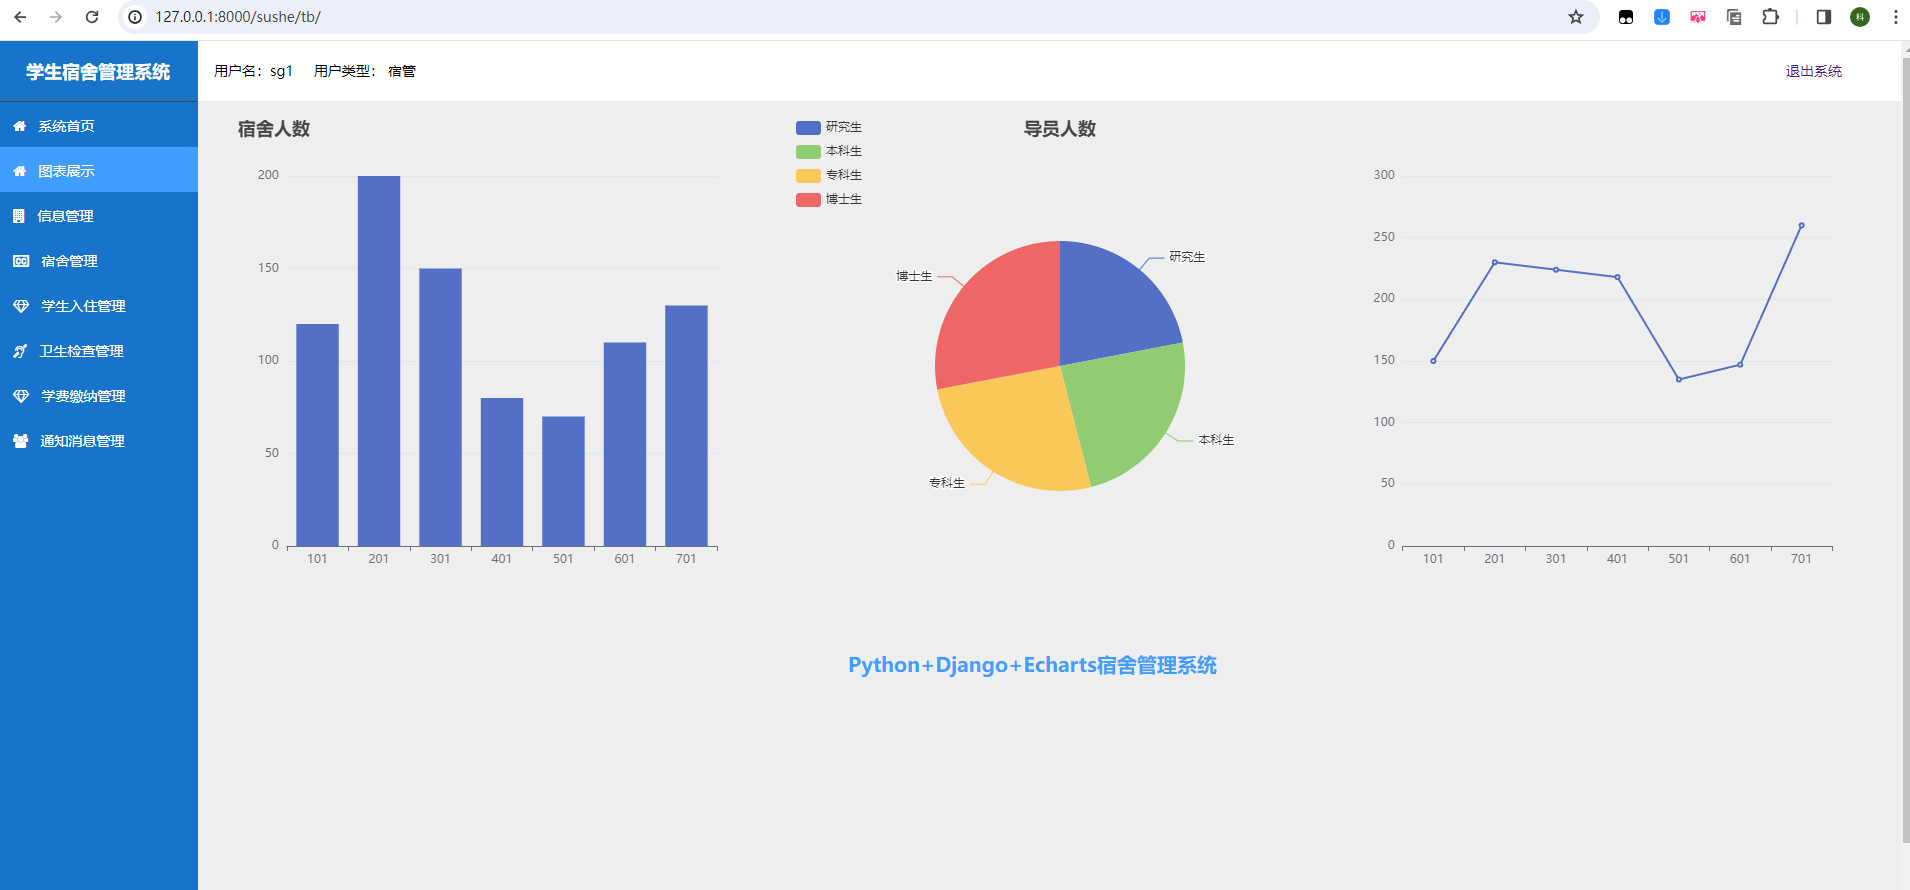 127.0.0.1:8000/sushe/tb/
科
学生宿舍管理系统
用户名：sg1 用户类型： 宿管
退出系统
系统首页
图表展示
信息管理
宿舍管理
学生入住管理
卫生检查管理
学费缴纳管理
通知消息管理
宿舍人数
200
150
100
50
0
101 201 301 401 501 601 701
研究生
本科生
专科生
博士生
导员人数
研究生
博士生
本科生
专科生
300
250
200
150
100
50
0
101 201 301 401 501 601 701
Python+Django+Echarts宿舍管理系统